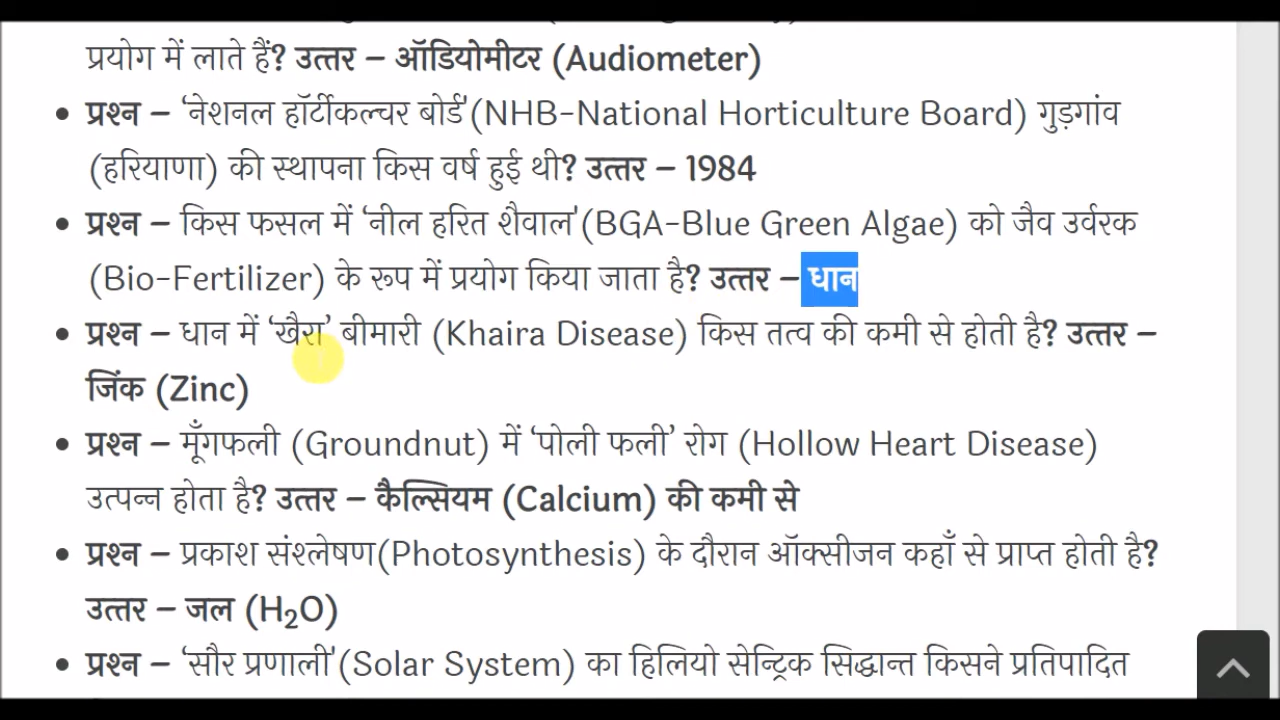 प्रयोग में लाते हैं? उत्तर – ऑडियोमीटर (Audiometer)
• प्रश्न – ‘नेशनल हॉर्टीकल्चर बोर्ड'(NHB-National Horticulture Board) गुड़गांव
(हरियाणा) की स्थापना किस वर्ष हुई थी? उत्तर – 1984
• प्रश्न – किस फसल में ‘नील हरित शैवाल'(BGA-Blue Green Algae) को जैव उर्वरक
(Bio-Fertilizer) के रूप में प्रयोग किया जाता है? उत्तर – धान
• प्रश्न – धान में ‘खैरा’ बीमारी (Khaira Disease) किस तत्व की कमी से होती है? उत्तर –
जिंक (Zinc)
• प्रश्न – मूँगफली (Groundnut) में ‘पोली फली’ रोग (Hollow Heart Disease)
उत्पन्न होता है? उत्तर – कैल्सियम (Calcium) की कमी से
• प्रश्न – प्रकाश संश्लेषण(Photosynthesis) के दौरान ऑक्सीजन कहाँ से प्राप्त होती है?
उत्तर – जल (H₂O)
• प्रश्न – ‘सौर प्रणाली'(Solar System) का हिलियो सेन्ट्रिक सिद्धान्त किसने प्रतिपादित